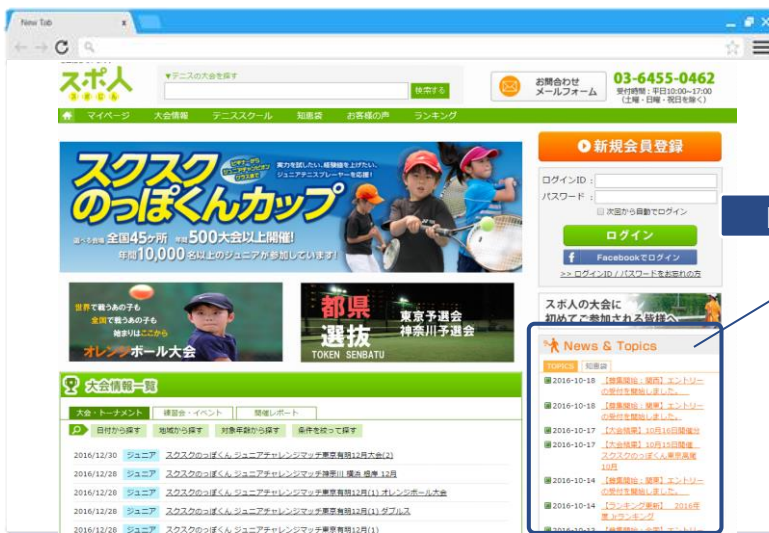 New Tab
x
スポ人
スポじん
▼テニスの大会を探す
検索する
お問合わせ
メールフォーム
03-6455-0462
受付時間:平日10:00~17:00
(土曜・日曜・祝日を除く)
マイページ
大会情報
テニススクール
知恵袋
お客様の声
ランキング
スクスク
のっぽくんカップ
実力を試したい、経験値を上げたい、
ジュニアテニスプレーヤーを応援!
選べる会場 全国45ヶ所 年間500大会以上開催!
年間10,000名以上のジュニアが参加しています!
新規会員登録
ログインID:
パスワード:
次回から自動でログイン
ログイン
f Facebookでログイン
>> ログインID / パスワードをお忘れの方
世界で戦うあの子も
全国で戦うあの子も
始まりはここから
オレンジボール大会
都県
選抜
TOKEN SENBATU
東京予選会
神奈川予選会
スポ人の大会に
初めてご参加される皆様へ
News & Topics
TOPICS
知恵袋
2016-10-18 【募集開始:関西】エントリー
の受付を開始しました。
2016-10-18 【募集開始:関東】エントリー
の受付を開始しました。
2016-10-17 【大会結果】10月16日開催分
2016-10-17 【大会結果】10月15日開催
スクスクのっぽくん東京高尾
10月
2016-10-14 【募集開始:関東】エントリー
の受付を開始しました。
2016-10-14 【ランキング更新】 2016年
度 Jrランキング
大会情報一覧
大会・トーナメント
練習会・イベント
開催レポート
日付から探す
地域から探す
対象年齢から探す
条件を絞って探す
2016/12/30 ジュニア スクスクのっぽくん ジュニアチャレンジマッチ東京有明12月大会(2)
2016/12/28 ジュニア スクスクのっぽくん ジュニアチャレンジマッチ神奈川 横浜 根岸 12月
2016/12/28 ジュニア スクスクのっぽくん ジュニアチャレンジマッチ東京有明12月(1) オレンジボール大会
2016/12/28 ジュニア スクスクのっぽくん ジュニアチャレンジマッチ東京有明12月(1) ダブルス
2016/12/28 ジュニア スクスクのっぽくん ジュニアチャレンジマッチ東京有明12月(1)